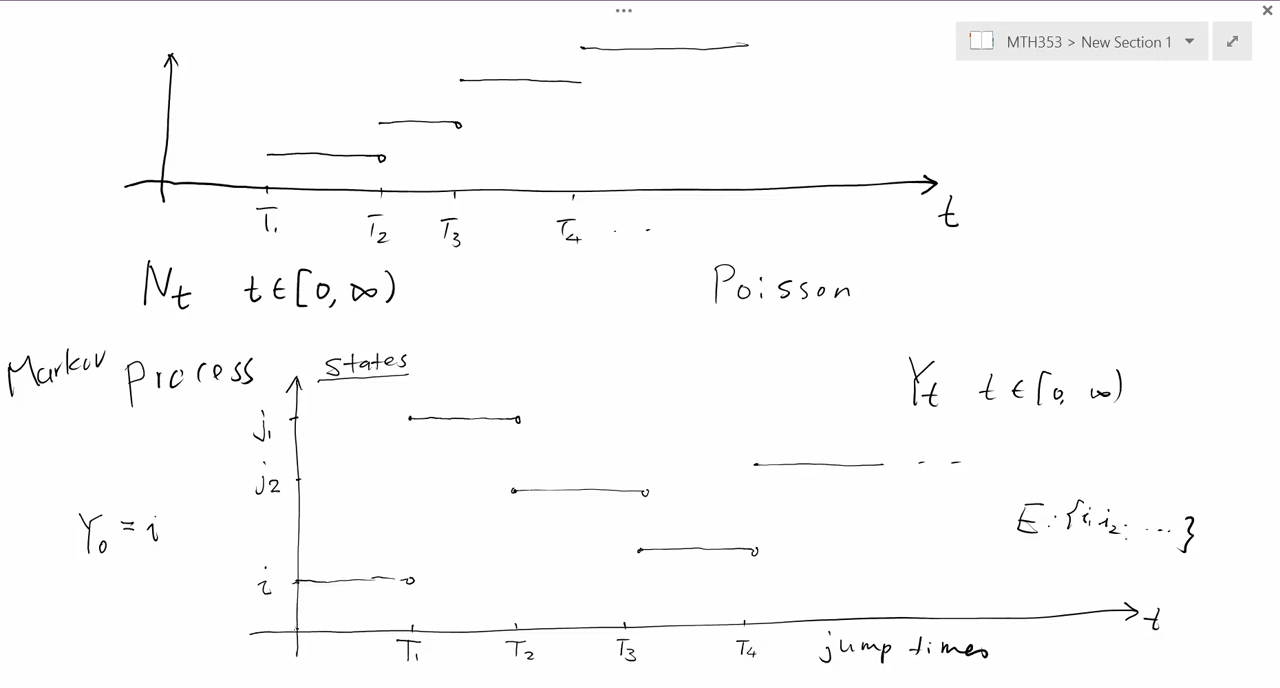 MTH353 > New Section 1
T₁ T₂ T₃ T₄ . . .
t
Nₜ t ∈ [0, ∞) Poisson
Markov Process states
Yₜ t ∈ [0, ∞)
j₁
j₂
Y₀ = i
E : {i, i₂, ...}
i
t
T₁ T₂ T₃ T₄ jump times